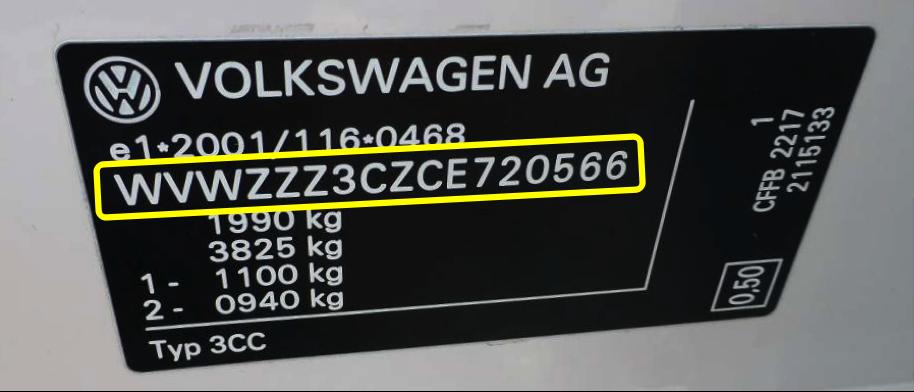 VOLKSWAGEN AG
e1*2001/116*0468
WVWZZZ3CZCE720566
1990 kg
3825 kg
1 - 1100 kg
2 - 0940 kg
Typ 3CC
1
CFFB 2217
2115133
0,50